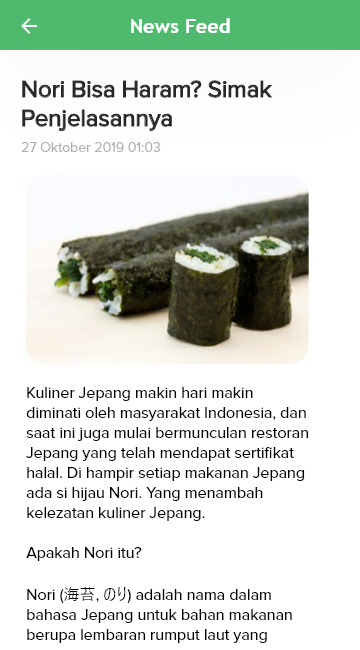 News Feed
Nori Bisa Haram? Simak
Penjelasannya
27 Oktober 2019 01:03
Kuliner Jepang makin hari makin
diminati oleh masyarakat Indonesia, dan
saat ini juga mulai bermunculan restoran
Jepang yang telah mendapat sertifikat
halal. Di hampir setiap makanan Jepang
ada si hijau Nori. Yang menambah
kelezatan kuliner Jepang.
Apakah Nori itu?
Nori (海苔, のり) adalah nama dalam
bahasa Jepang untuk bahan makanan
berupa lembaran rumput laut yang